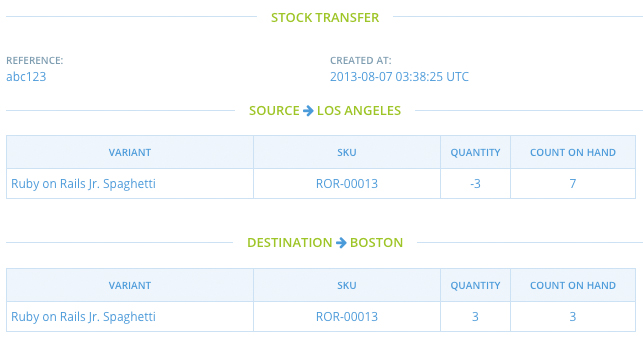 STOCK TRANSFER
REFERENCE: CREATED AT:
abc123 2013-08-07 03:38:25 UTC
SOURCE → LOS ANGELES
VARIANT SKU QUANTITY COUNT ON HAND
Ruby on Rails Jr. Spaghetti ROR-00013 -3 7
DESTINATION → BOSTON
VARIANT SKU QUANTITY COUNT ON HAND
Ruby on Rails Jr. Spaghetti ROR-00013 3 3